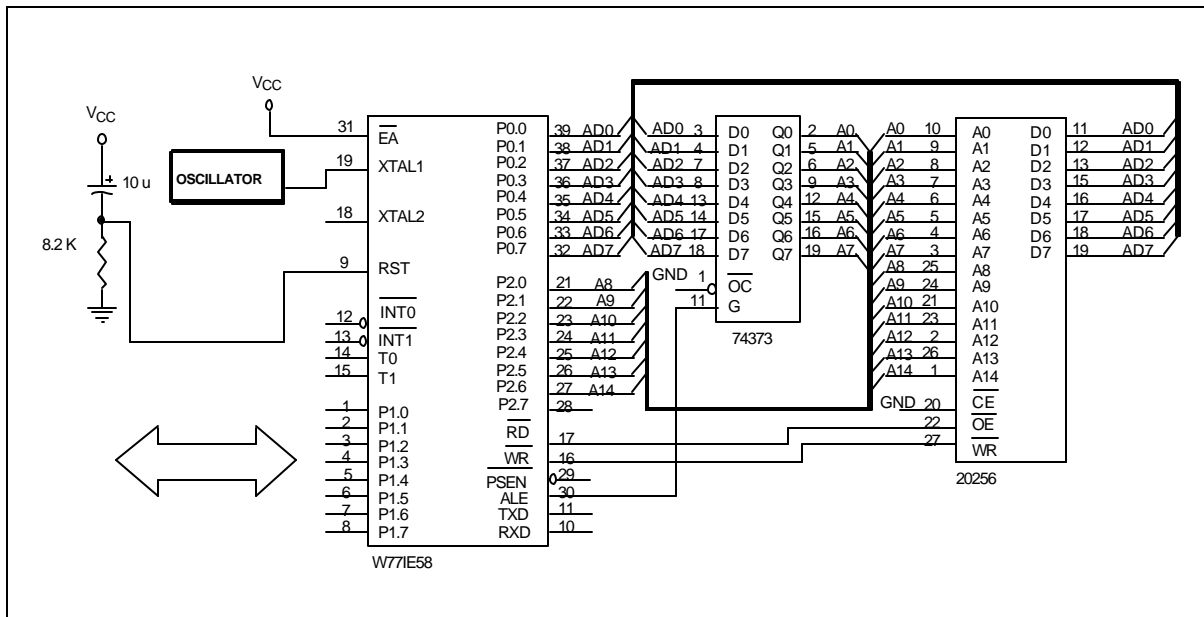 VCC
VCC
10 u
8.2 K
OSCILLATOR
31 EA
19 XTAL1
18 XTAL2
9 RST
12 INT0
13 INT1
14 T0
15 T1
1 P1.0
2 P1.1
3 P1.2
4 P1.3
5 P1.4
6 P1.5
7 P1.6
8 P1.7
P0.0 39 AD0
P0.1 38 AD1
P0.2 37 AD2
P0.3 36 AD3
P0.4 35 AD4
P0.5 34 AD5
P0.6 33 AD6
P0.7 32 AD7
P2.0 21 A8
P2.1 22 A9
P2.2 23 A10
P2.3 24 A11
P2.4 25 A12
P2.5 26 A13
P2.6 27 A14
P2.7 28
RD 17
WR 16
PSEN 29
ALE 30
TXD 11
RXD 10
W77IE58
AD0 3 D0 Q0 2 A0
AD1 4 D1 Q1 5 A1
AD2 7 D2 Q2 6 A2
AD3 8 D3 Q3 9 A3
AD4 13 D4 Q4 12 A4
AD5 14 D5 Q5 15 A5
AD6 17 D6 Q6 16 A6
AD7 18 D7 Q7 19 A7
GND 1 OC
11 G
74373
A0 10 A0 D0 11 AD0
A1 9 A1 D1 12 AD1
A2 8 A2 D2 13 AD2
A3 7 A3 D3 15 AD3
A4 6 A4 D4 16 AD4
A5 5 A5 D5 17 AD5
A6 4 A6 D6 18 AD6
A7 3 A7 D7 19 AD7
A8 25 A8
A9 24 A9
A10 21 A10
A11 23 A11
A12 2 A12
A13 26 A13
A14 1 A14
GND 20 CE
22 OE
27 WR
20256